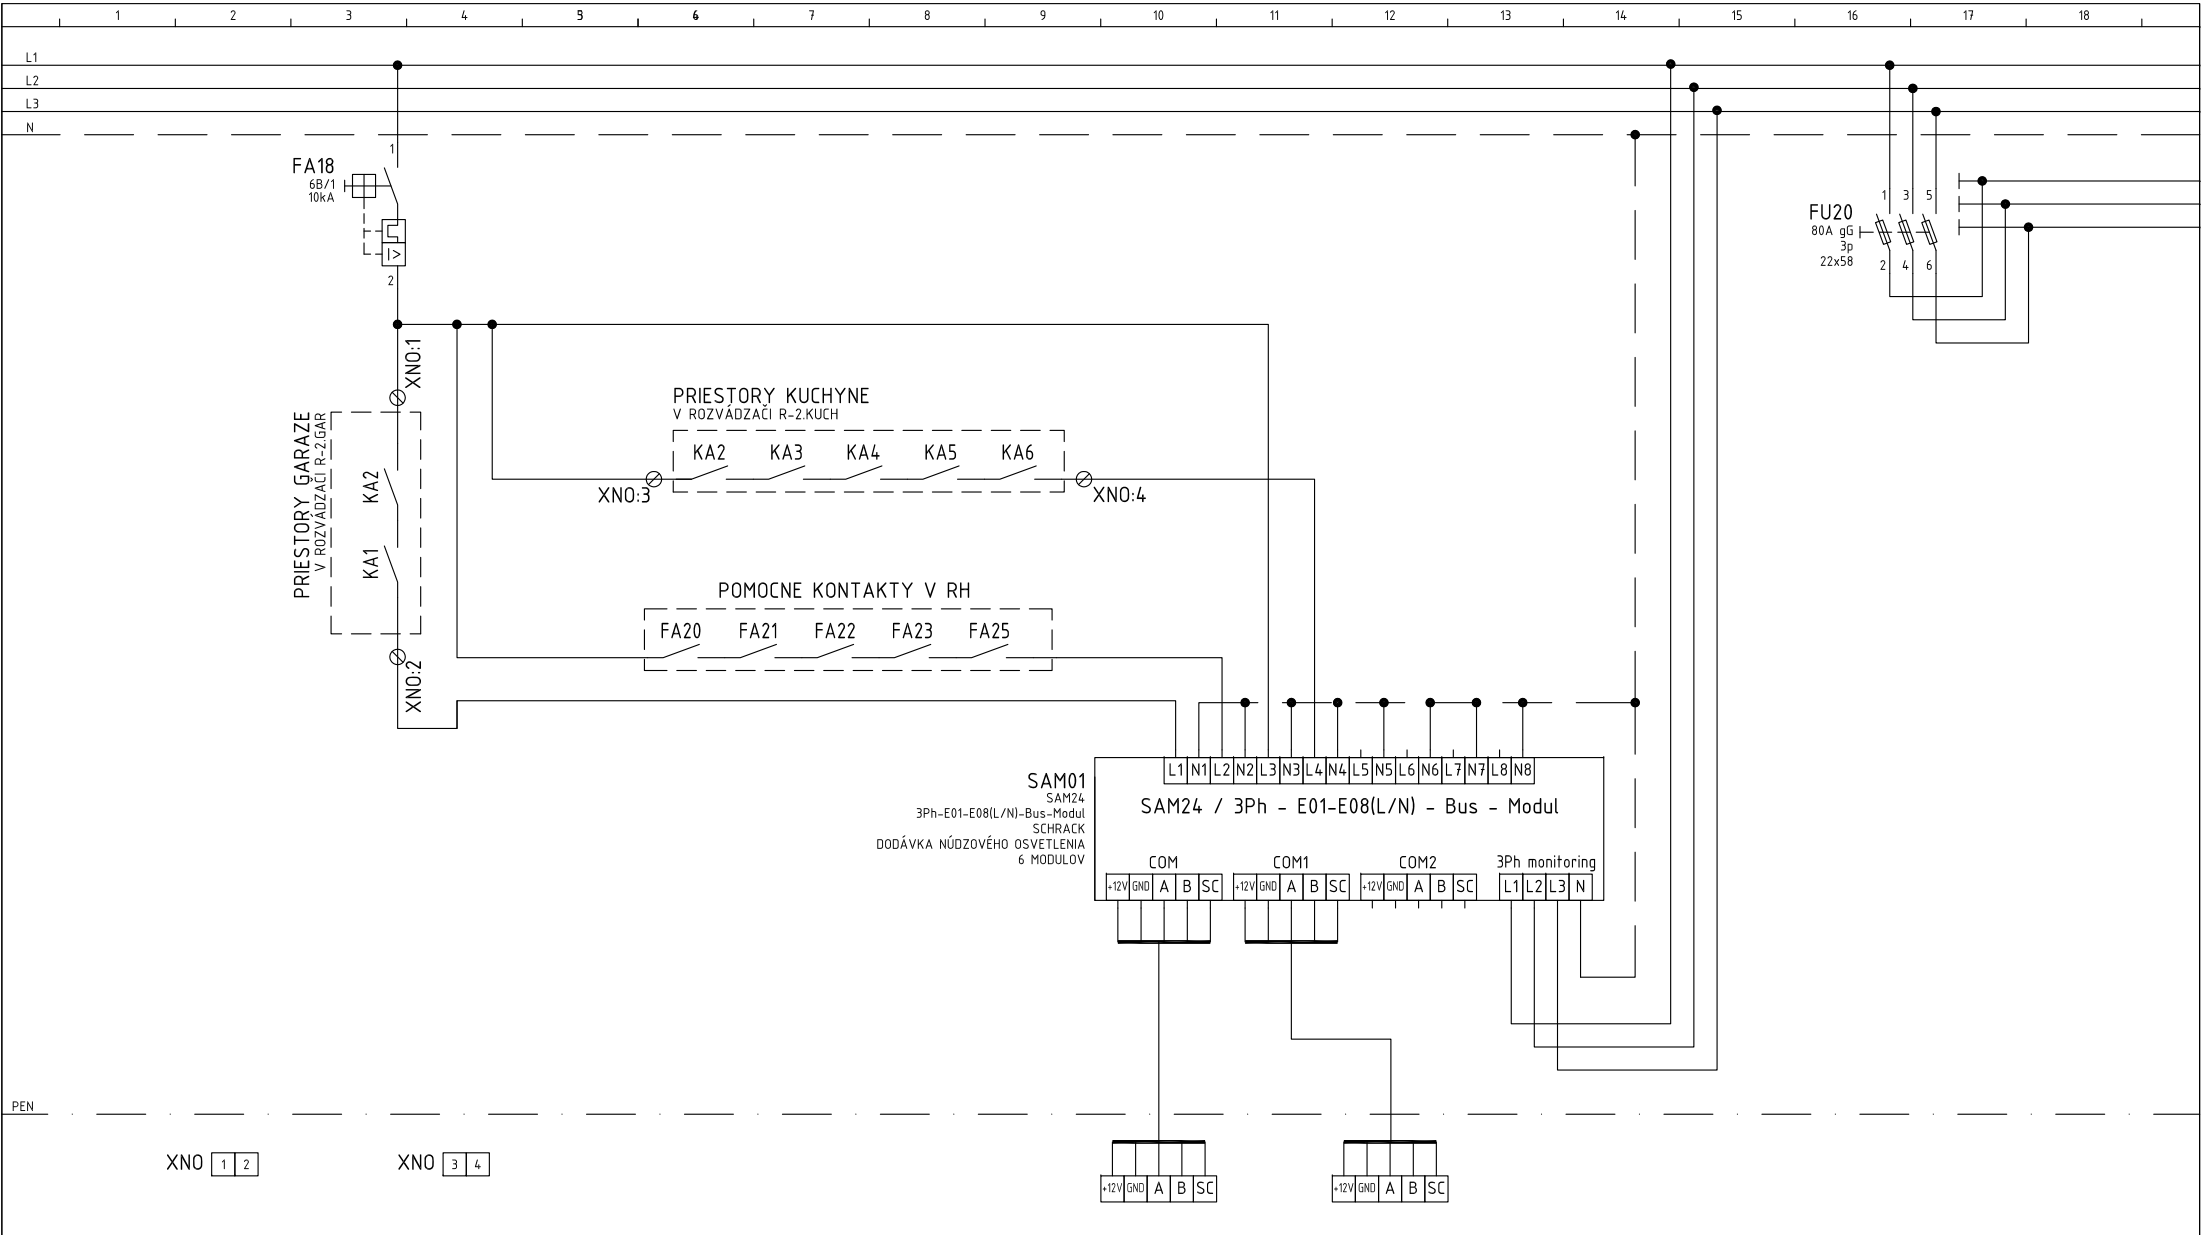 1 2 3 4 5 6 7 8 9 10 11 12 13 14 15 16 17 18
L1
L2
L3
N
1
FA18
6B/1
10kA
2
1 3 5
FU20
80A gG
3p
22x58
2 4 6
XNO:1
PRIESTORY GARAZE
V ROZVÁDZAČI R-2.GAR
KA2
KA1
XNO:2
PRIESTORY KUCHYNE
V ROZVÁDZAČI R-2.KUCH
KA2 KA3 KA4 KA5 KA6
XNO:3
XNO:4
POMOCNE KONTAKTY V RH
FA20 FA21 FA22 FA23 FA25
L1 N1 L2 N2 L3 N3 L4 N4 L5 N5 L6 N6 L7 N7 L8 N8
SAM01
SAM24
3Ph-E01-E08(L/N)-Bus-Modul
SCHRACK
DODÁVKA NÚDZOVÉHO OSVETLENIA
6 MODULOV
SAM24 / 3Ph - E01-E08(L/N) - Bus - Modul
COM COM1 COM2 3Ph monitoring
+12V GND A B SC +12V GND A B SC +12V GND A B SC L1 L2 L3 N
PEN
XNO 1 2
XNO 3 4
+12V GND A B SC
+12V GND A B SC